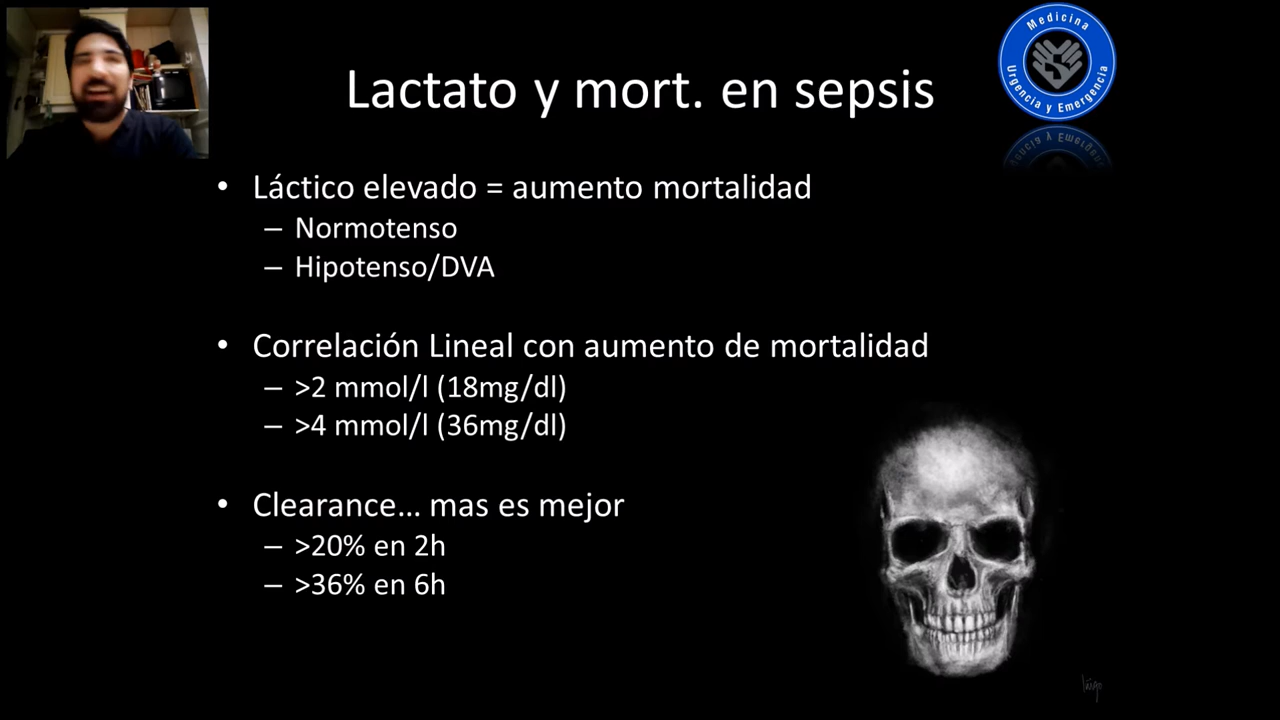 Lactato y mort. en sepsis
Medicina
Urgencia y Emergencia
• Láctico elevado = aumento mortalidad
– Normotenso
– Hipotenso/DVA
• Correlación Lineal con aumento de mortalidad
– >2 mmol/l (18mg/dl)
– >4 mmol/l (36mg/dl)
• Clearance... mas es mejor
– >20% en 2h
– >36% en 6h